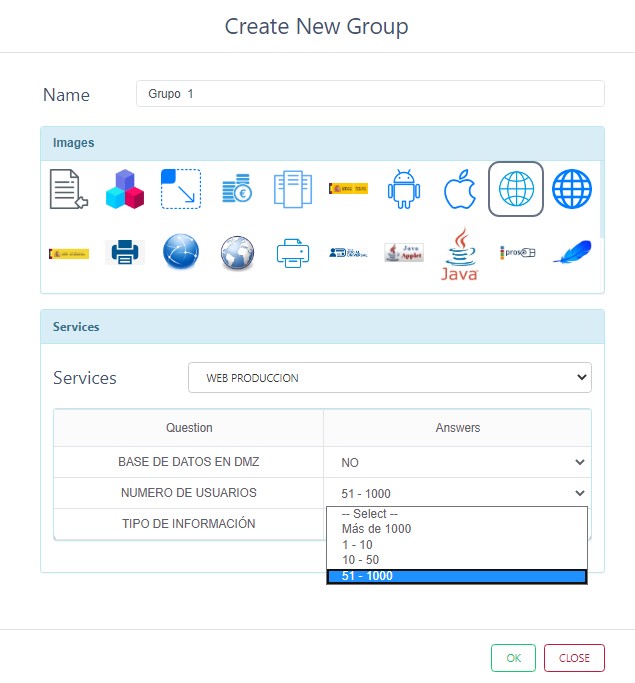 Create New Group
Name
Grupo 1
Images
Java
Applet
Java
Services
Services
WEB PRODUCCION
Question
Answers
BASE DE DATOS EN DMZ
NO
NUMERO DE USUARIOS
51 - 1000
TIPO DE INFORMACIÓN
-- Select --
Más de 1000
1 - 10
10 - 50
51 - 1000
OK
CLOSE